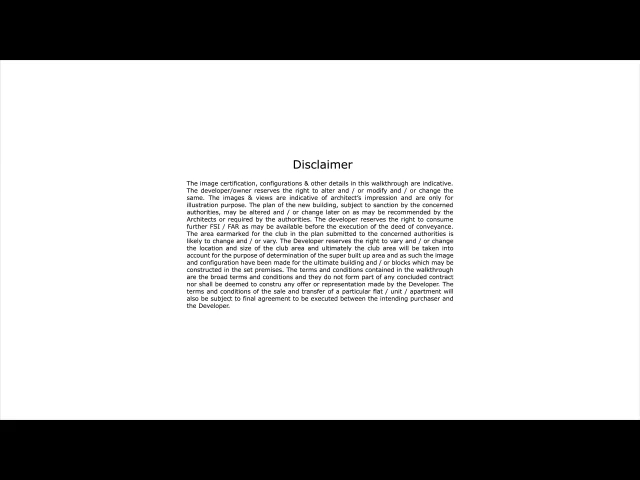 Disclaimer
The image certification, configurations & other details in this walkthrough are indicative.
The developer/owner reserves the right to alter and / or modify and / or change the
same. The images & views are indicative of architect's impression and are only for
illustration purpose. The plan of the new building, subject to sanction by the concerned
authorities, may be altered and / or change later on as may be recommended by the
Architects or required by the authorities. The developer reserves the right to consume
further FSI / FAR as may be available before the execution of the deed of conveyance.
The area earmarked for the club in the plan submitted to the concerned authorities is
likely to change and / or vary. The Developer reserves the right to vary and / or change
the location and size of the club area and ultimately the club area will be taken into
account for the purpose of determination of the super built up area and as such the image
and configuration have been made for the ultimate building and / or blocks which may be
constructed in the set premises. The terms and conditions contained in the walkthrough
are the broad terms and conditions and they do not form part of any concluded contract
nor shall be deemed to constru any offer or representation made by the Developer. The
terms and conditions of the sale and transfer of a particular flat / unit / apartment will
also be subject to final agreement to be executed between the intending purchaser and
the Developer.